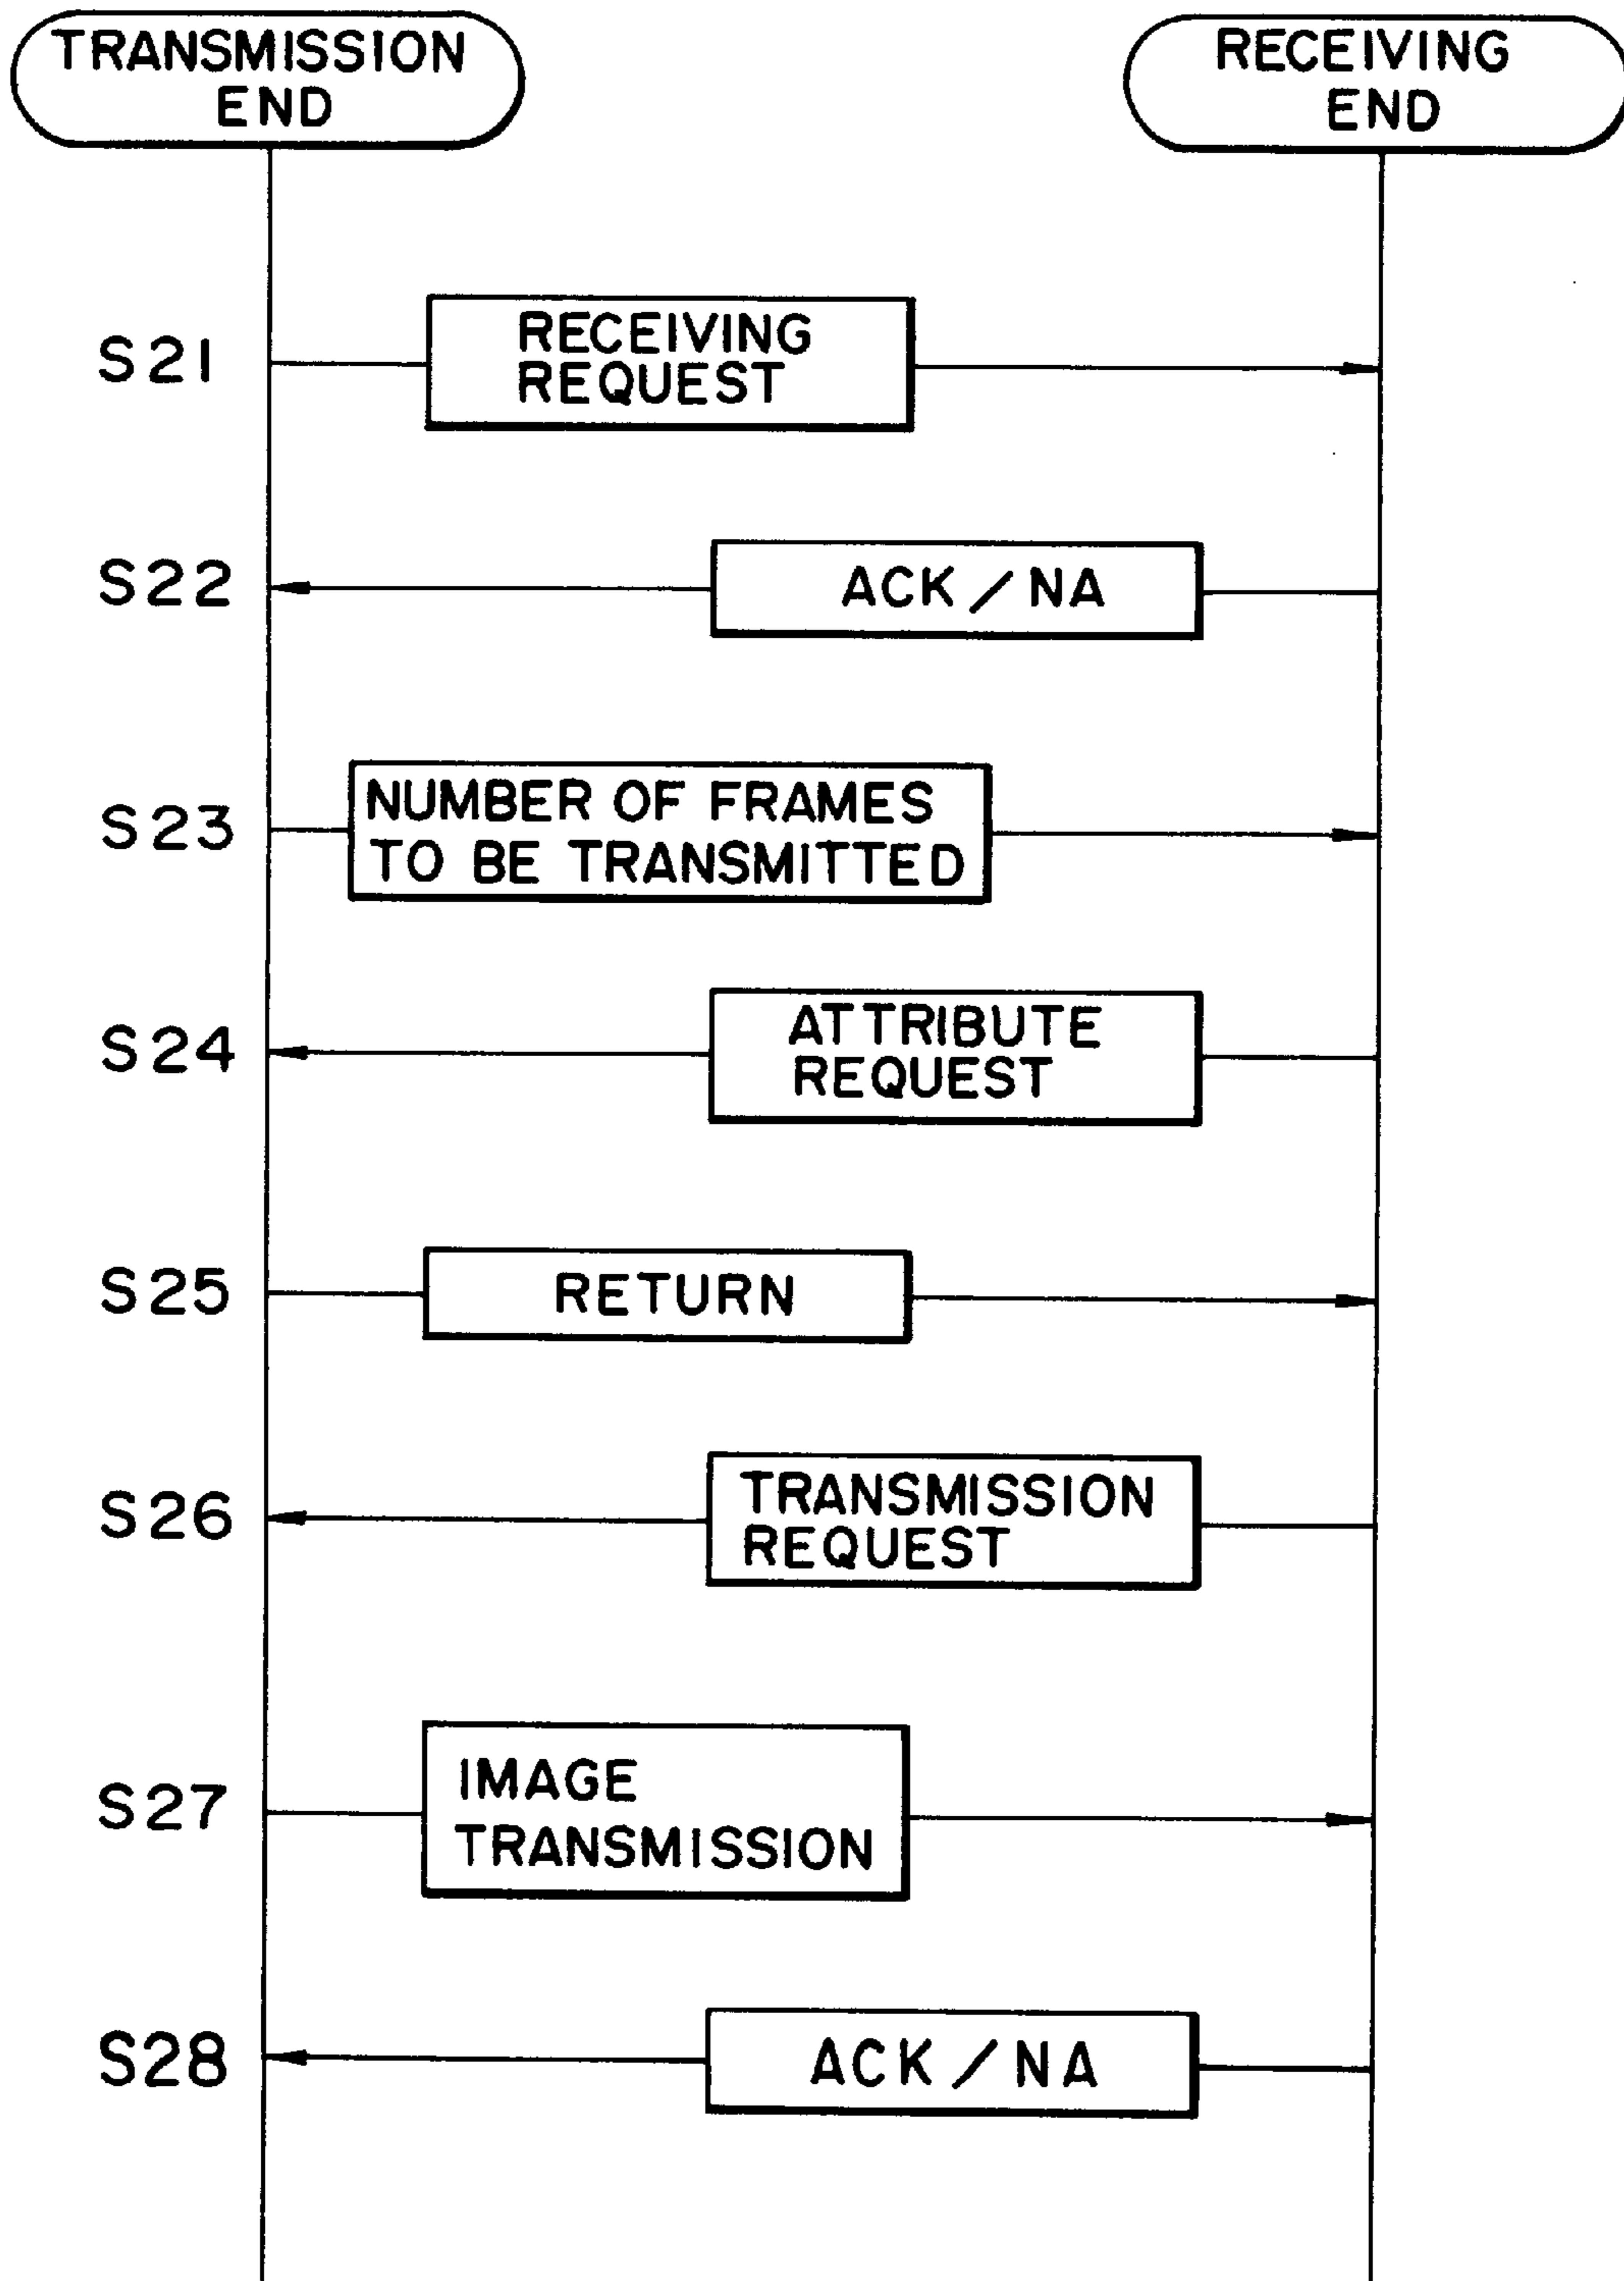 TRANSMISSION
END
RECEIVING
END
S21
RECEIVING
REQUEST
S22
ACK/NA
S23
NUMBER OF FRAMES
TO BE TRANSMITTED
S24
ATTRIBUTE
REQUEST
S25
RETURN
S26
TRANSMISSION
REQUEST
S27
IMAGE
TRANSMISSION
S28
ACK/NA